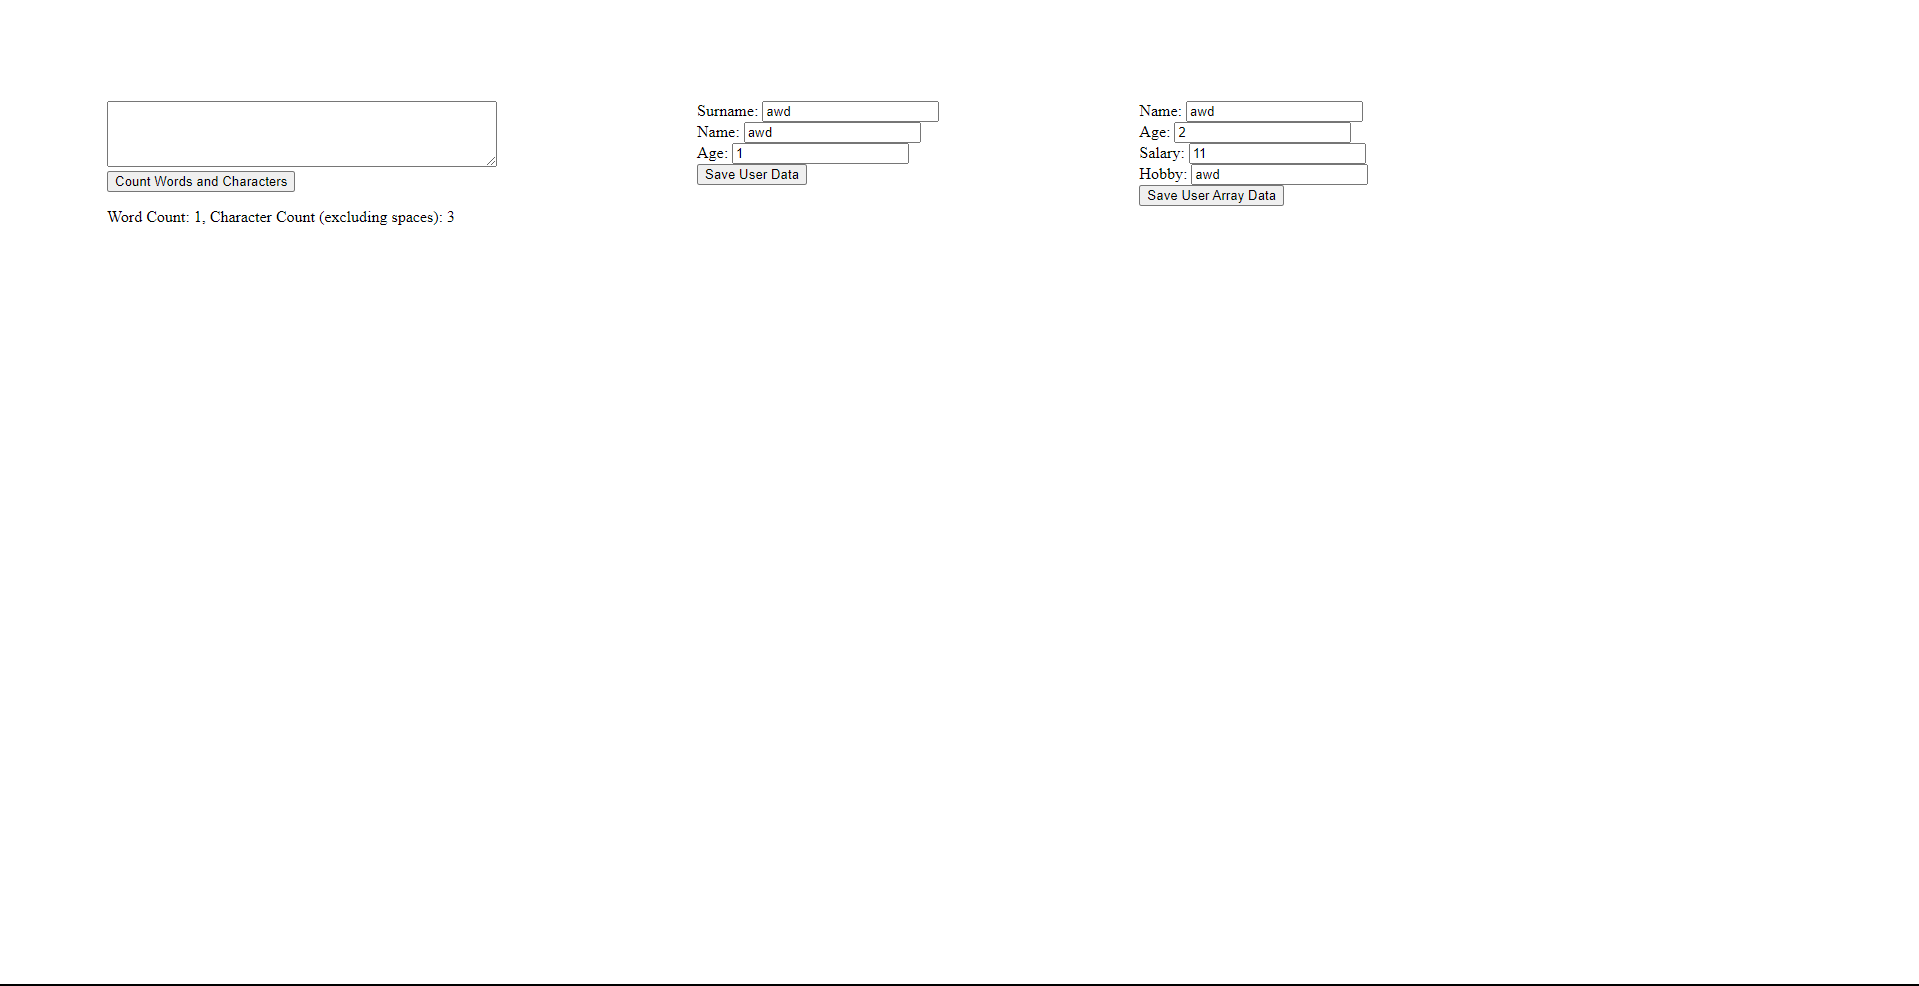 Count Words and Characters
Word Count: 1, Character Count (excluding spaces): 3
Surname: awd
Name: awd
Age: 1
Save User Data
Name: awd
Age: 2
Salary: 11
Hobby: awd
Save User Array Data